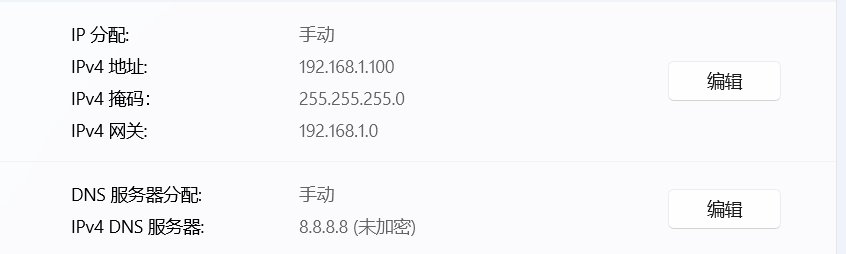 IP 分配: 手动
IPv4 地址: 192.168.1.100
IPv4 掩码： 255.255.255.0
IPv4 网关: 192.168.1.0
编辑
DNS 服务器分配: 手动
IPv4 DNS 服务器: 8.8.8.8 (未加密)
编辑